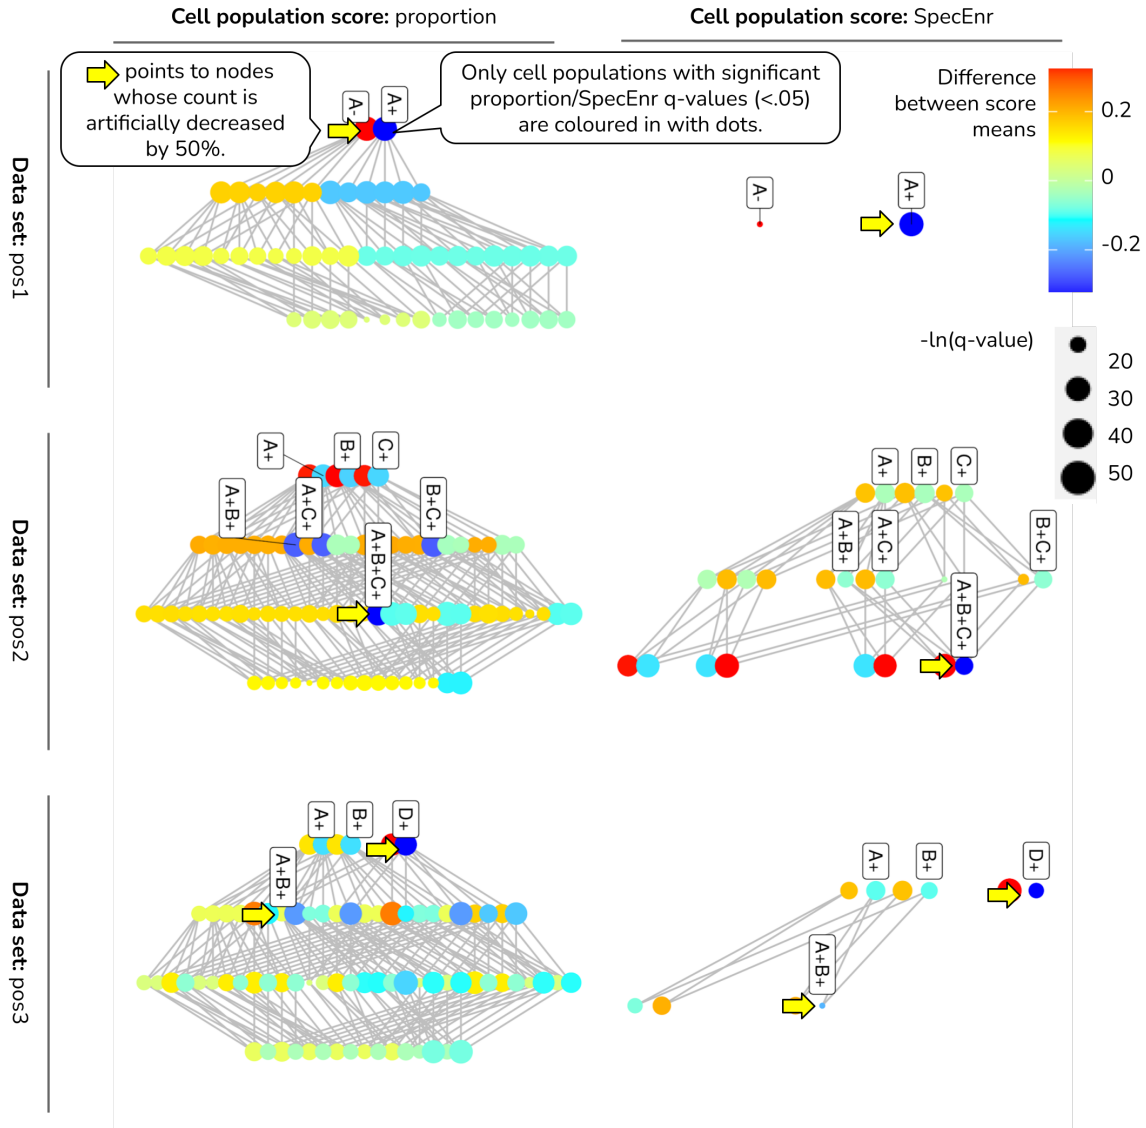 Cell population score: proportion
Cell population score: SpecEnr
points to nodes
whose count is
artificially decreased
by 50%.
Only cell populations with significant
proportion/SpecEnr q-values (<.05)
are coloured in with dots.
Difference
between score
means
0.2
0
-0.2
-ln(q-value)
20
30
40
50
Data set: pos1
A-
A+
A-
A+
Data set: pos2
A+
B+
C+
A+B+
A+C+
B+C+
A+B+C+
A+
B+
C+
A+B+
A+C+
B+C+
A+B+C+
Data set: pos3
A+
B+
D+
A+B+
A+
B+
D+
A+B+